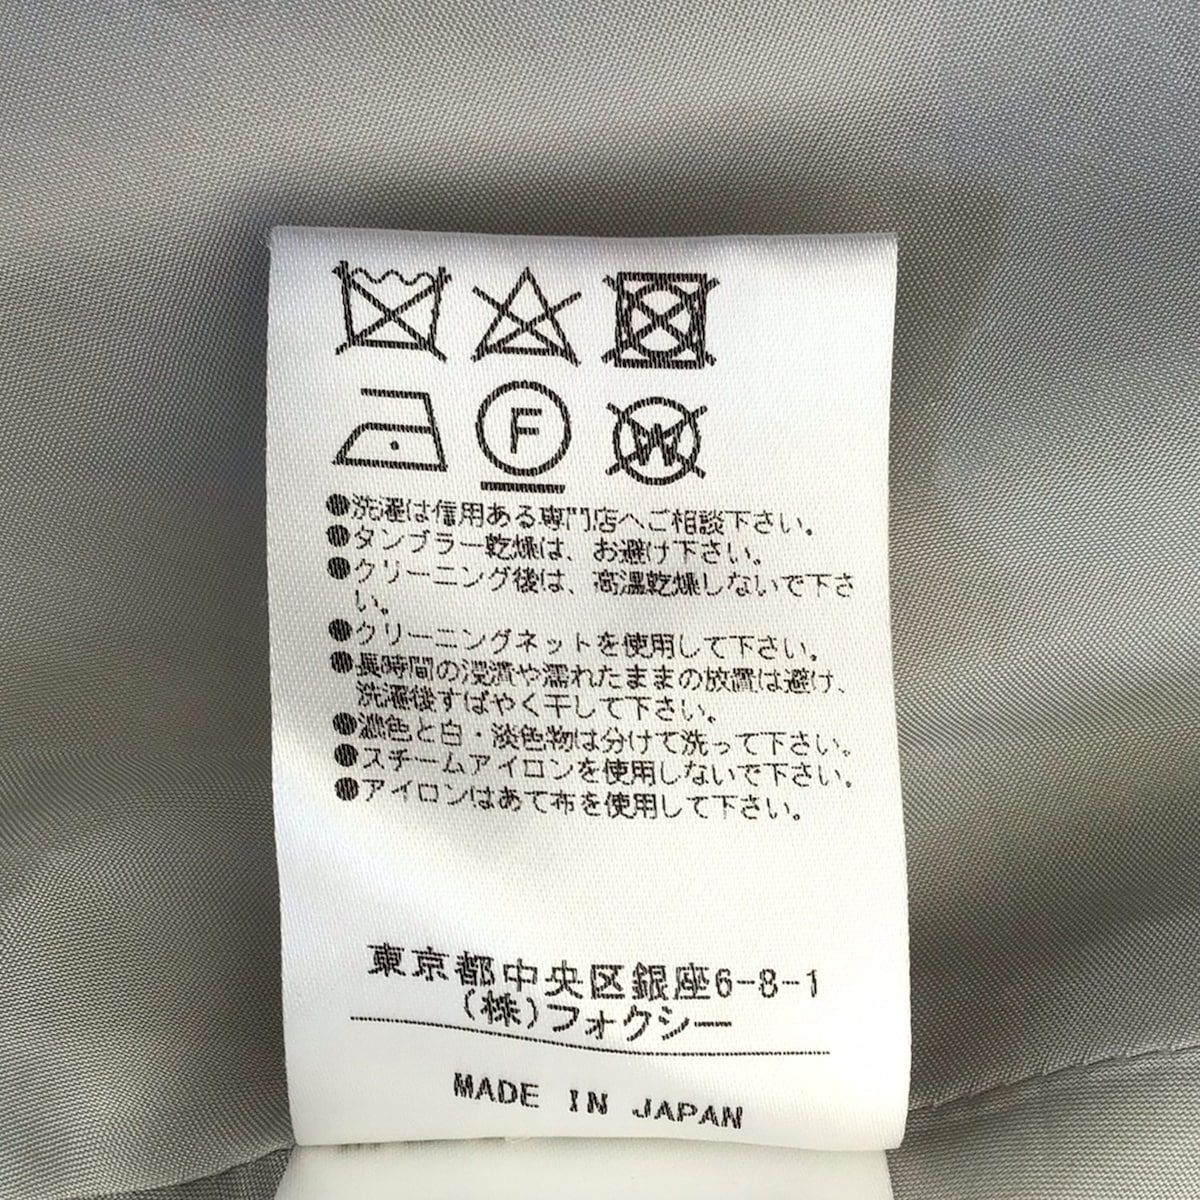 F
W
●洗濯は信用ある専門店へご相談下さい。
●タンブラー乾燥は、お避け下さい。
●クリーニング後は、高温乾燥しないで下さ
い。
●クリーニングネットを使用して下さい。
●長時間の浸漬や濡れたままの放置は避け、
洗濯後すばやく干して下さい。
●濃色と白・淡色物は分けて洗って下さい。
●スチームアイロンを使用しないで下さい。
●アイロンはあて布を使用して下さい。
東京都中央区銀座6-8-1
(株)フォクシー
MADE IN JAPAN